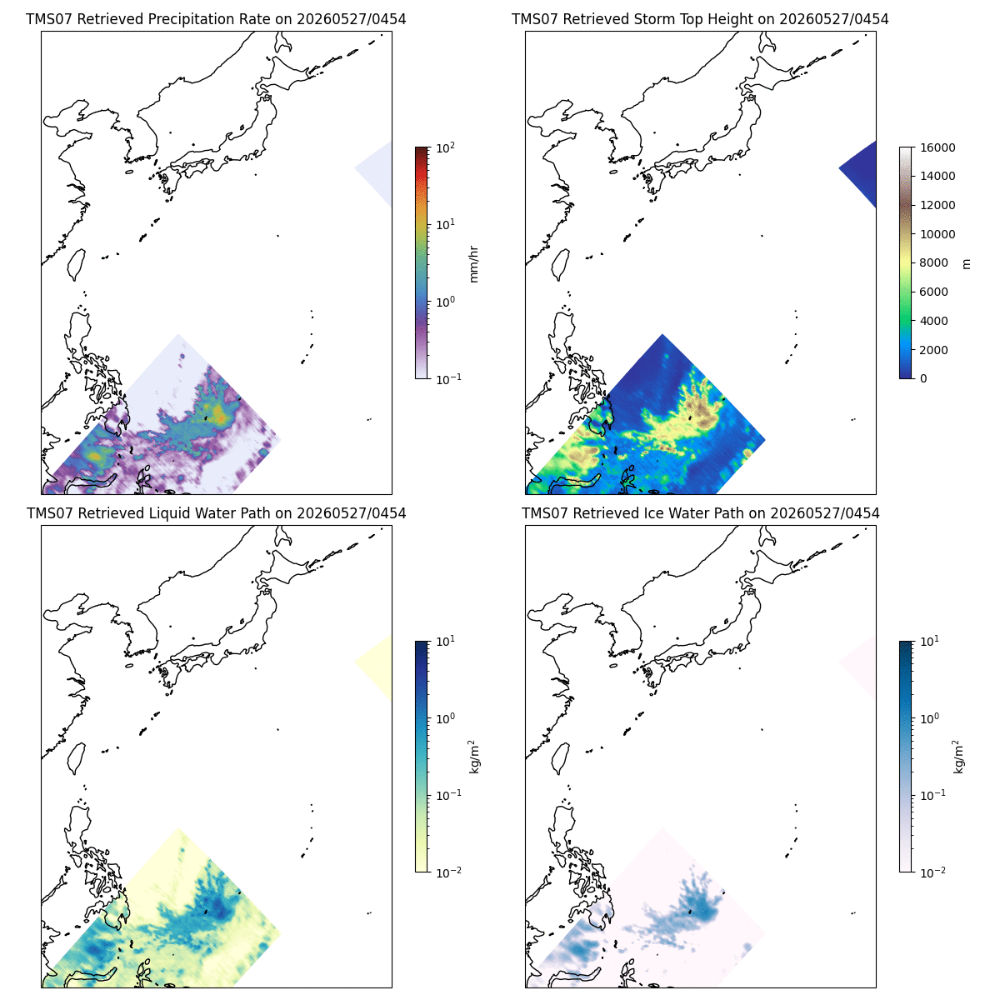 TMS07 Retrieved Precipitation Rate on 20260527/0454
10²
10¹
10⁰
10⁻¹
mm/hr
TMS07 Retrieved Storm Top Height on 20260527/0454
16000
14000
12000
10000
8000
6000
4000
2000
0
m
TMS07 Retrieved Liquid Water Path on 20260527/0454
10¹
10⁰
10⁻¹
10⁻²
kg/m²
TMS07 Retrieved Ice Water Path on 20260527/0454
10¹
10⁰
10⁻¹
10⁻²
kg/m²